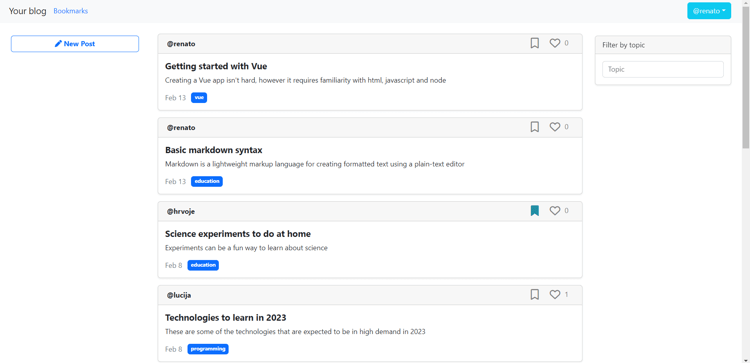 Your blog Bookmarks @renato
New Post
@renato 0
Getting started with Vue
Creating a Vue app isn't hard, however it requires familiarity with html, javascript and node
Feb 13 vue
@renato 0
Basic markdown syntax
Markdown is a lightweight markup language for creating formatted text using a plain-text editor
Feb 13 education
@hrvoje 0
Science experiments to do at home
Experiments can be a fun way to learn about science
Feb 8 education
@lucija 1
Technologies to learn in 2023
These are some of the technologies that are expected to be in high demand in 2023
Feb 8 programming
Filter by topic
Topic